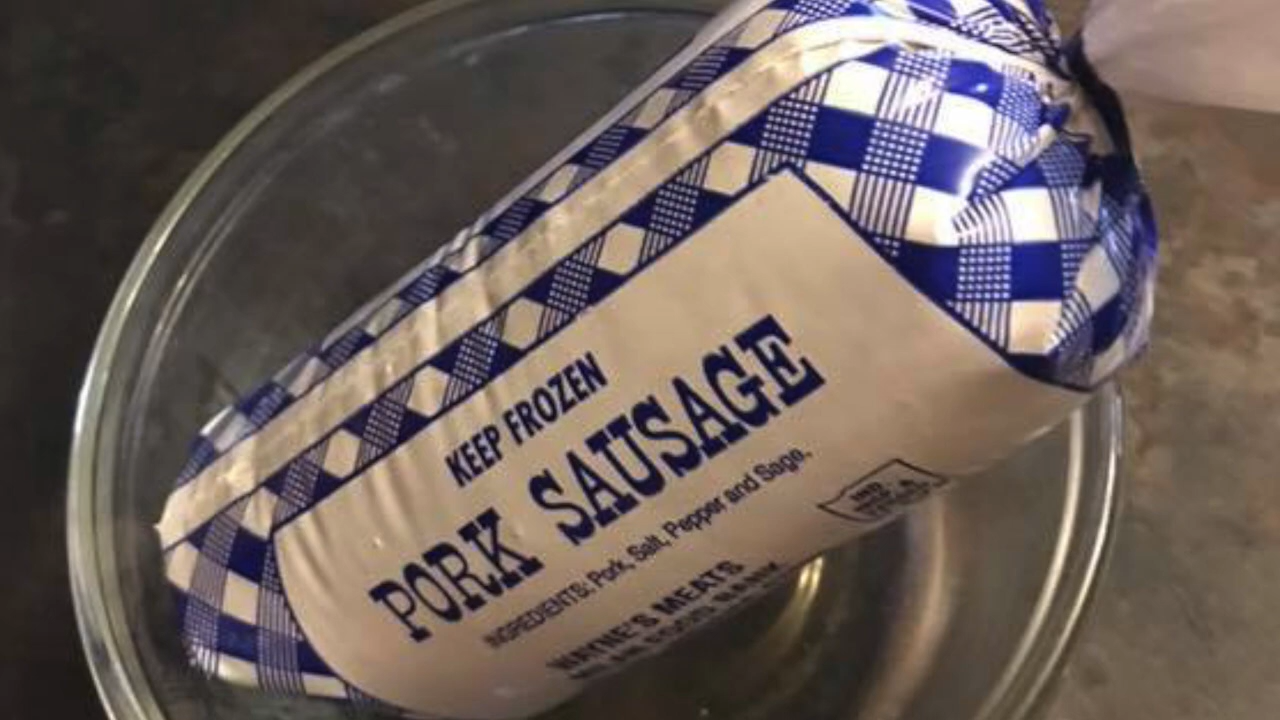 KEEP FROZEN
PORK SAUSAGE
INGREDIENTS: Pork, Salt, Pepper and Sage.
WAYNE'S MEATS